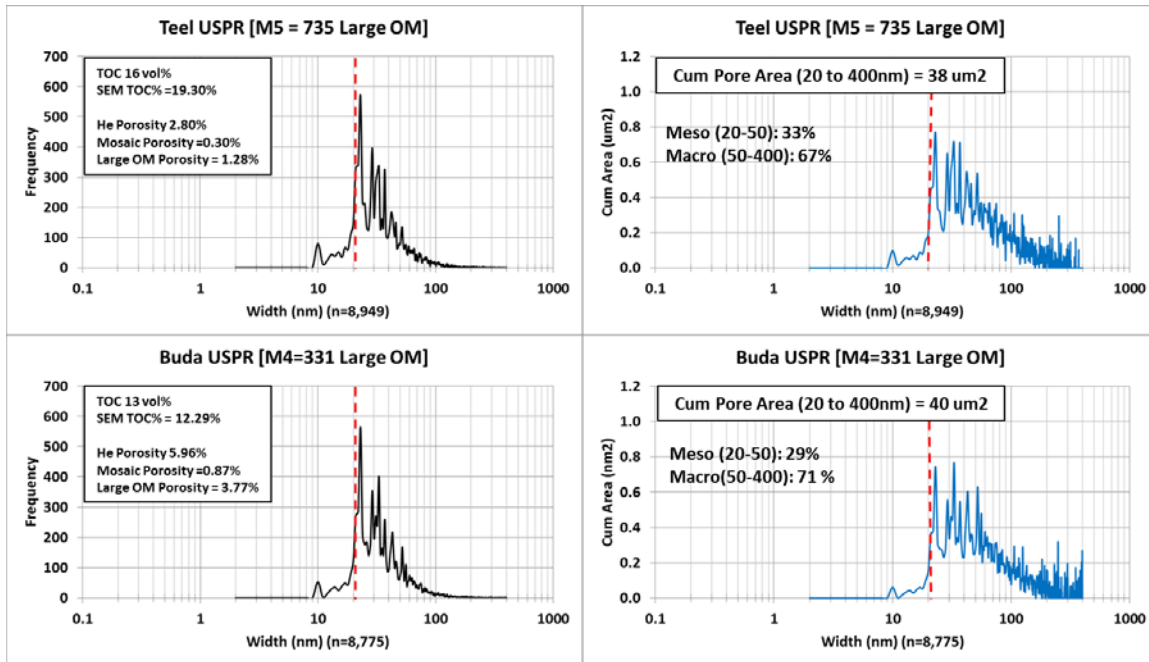 Teel USPR [M5 = 735 Large OM]
700
600
500
400
300
200
100
0
Frequency
TOC 16 vol%
SEM TOC% =19.30%
He Porosity 2.80%
Mosaic Porosity =0.30%
Large OM Porosity = 1.28%
0.1 1 10 100 1000
Width (nm) (n=8,949)
Teel USPR [M5 = 735 Large OM]
1.2
1.0
0.8
0.6
0.4
0.2
0.0
Cum Area (um2)
Cum Pore Area (20 to 400nm) = 38 um2
Meso (20-50): 33%
Macro (50-400): 67%
0.1 1 10 100 1000
Width (nm) (n=8,949)
Buda USPR [M4=331 Large OM]
700
600
500
400
300
200
100
0
Frequency
TOC 13 vol%
SEM TOC% = 12.29%
He Porosity 5.96%
Mosaic Porosity =0.87%
Large OM Porosity = 3.77%
0.1 1 10 100 1000
Width (nm) (n=8,775)
Buda USPR [M4=331 Large OM]
1.2
1.0
0.8
0.6
0.4
0.2
0.0
Cum Area (nm2)
Cum Pore Area (20 to 400nm) = 40 um2
Meso (20-50): 29%
Macro(50-400): 71 %
0.1 1 10 100 1000
Width (nm) (n=8,775)